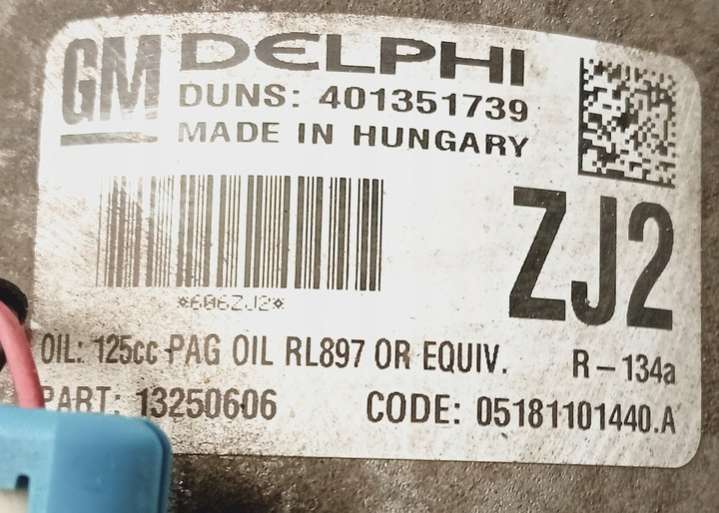 GM DELPHI
DUNS: 401351739
MADE IN HUNGARY
ZJ2
*606ZJ2*
OIL: 125cc PAG OIL RL897 OR EQUIV. R-134a
PART: 13250606 CODE: 05181101440.A